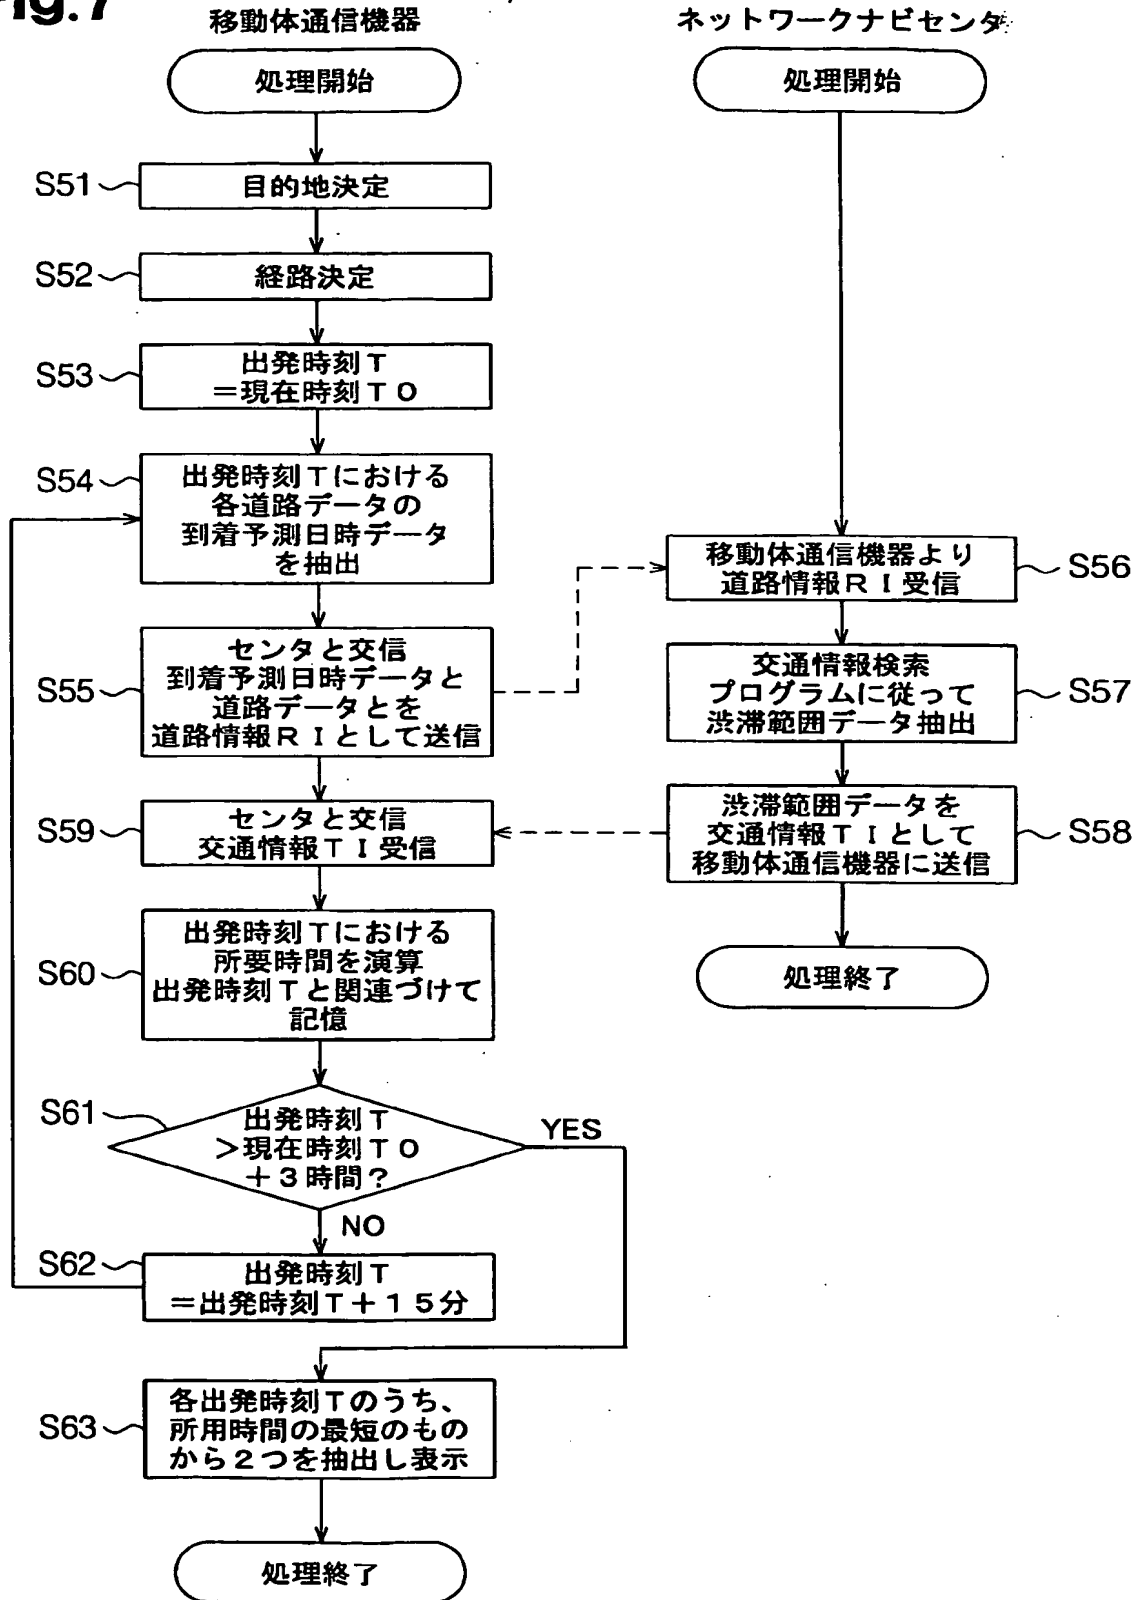 Fig.7
移動体通信機器
処理開始
S51
目的地決定
S52
経路決定
S53
出発時刻T
=現在時刻T0
S54
出発時刻Tにおける
各道路データの
到着予測日時データ
を抽出
S55
センタと交信
到着予測日時データと
道路データとを
道路情報RIとして送信
S59
センタと交信
交通情報TI受信
S60
出発時刻Tにおける
所要時間を演算
出発時刻Tと関連づけて
記憶
S61
出発時刻T
>現在時刻T0
+3時間?
YES
NO
S62
出発時刻T
=出発時刻T+15分
S63
各出発時刻Tのうち、
所用時間の最短のもの
から2つを抽出し表示
処理終了
ネットワークナビセンタ
処理開始
移動体通信機器より
道路情報RI受信
S56
交通情報検索
プログラムに従って
渋滞範囲データ抽出
S57
渋滞範囲データを
交通情報TIとして
移動体通信機器に送信
S58
処理終了